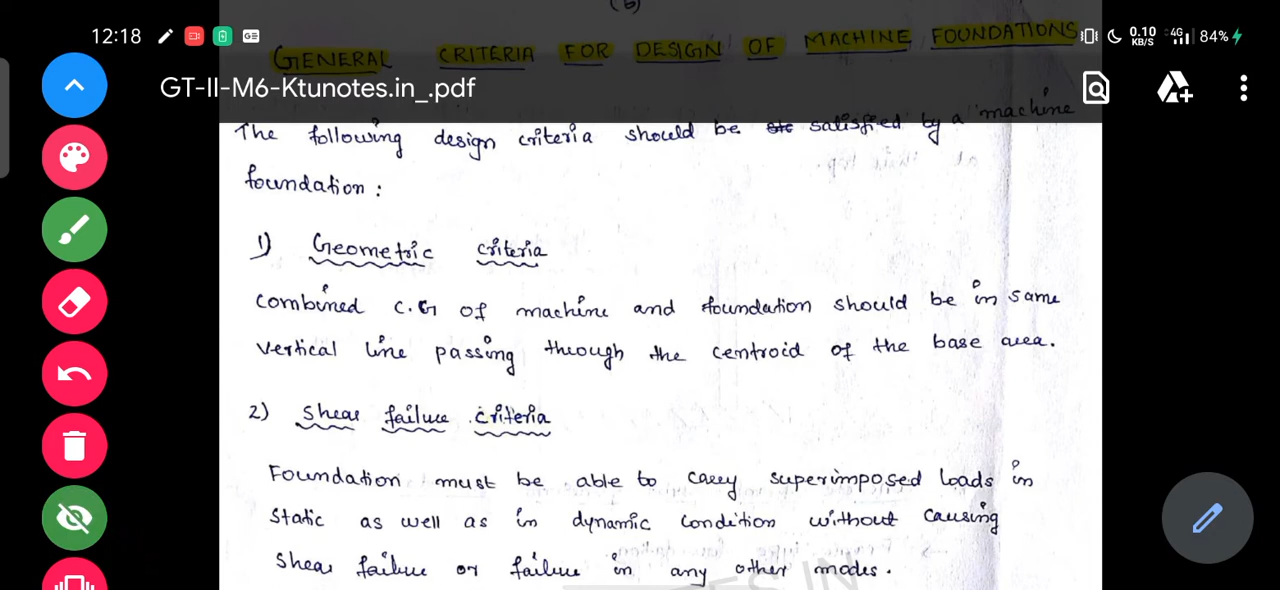 (b)
12:18
0.10 KB/S 4G 84%
GENERAL CRITERIA FOR DESIGN OF MACHINE FOUNDATIONS
GT-II-M6-Ktunotes.in_.pdf
The following design criteria should be satisfied by a machine
foundation :
1) Geometric criteria
Combined C.G of machine and foundation should be in same
vertical line passing through the centroid of the base area.
2) Shear failure criteria
Foundation must be able to carry superimposed loads in
static as well as in dynamic condition without causing
shear failure or failure in any other modes.